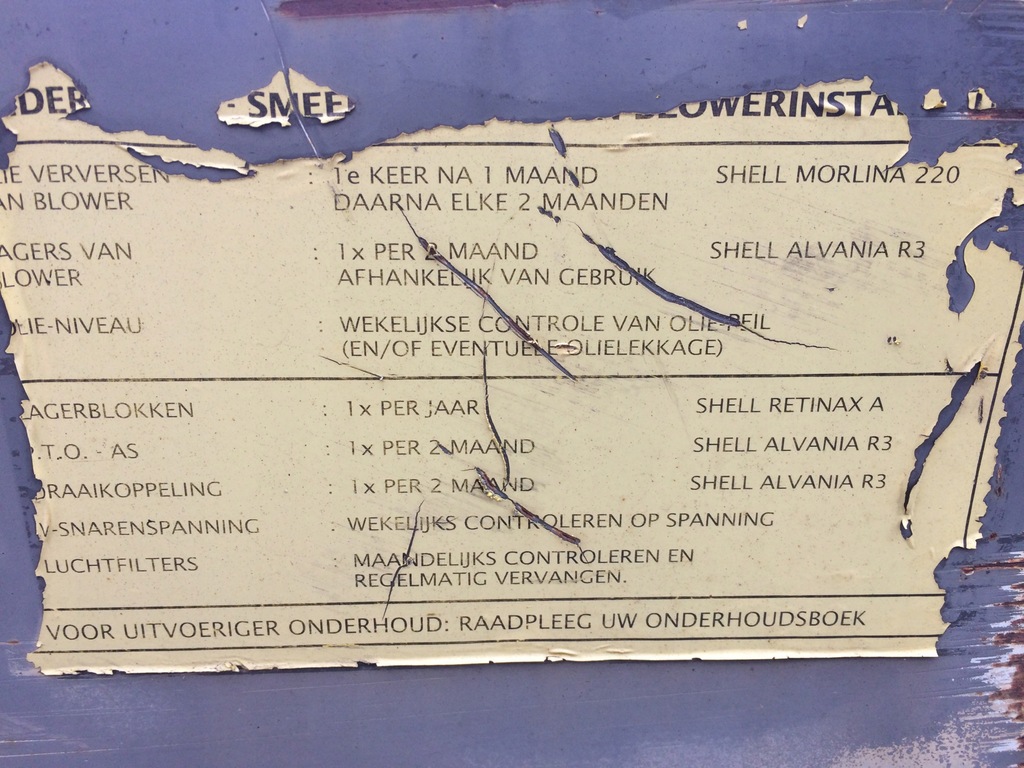 DER - SMEE BLOWERINSTA
IE VERVERSEN : 1e KEER NA 1 MAAND SHELL MORLINA 220
AN BLOWER DAARNA ELKE 2 MAANDEN
AGERS VAN : 1x PER 2 MAAND SHELL ALVANIA R3
LOWER AFHANKELIJK VAN GEBRUIK
OLIE-NIVEAU : WEKELIJKSE CONTROLE VAN OLIE-PEIL
(EN/OF EVENTUELE OLIELEKKAGE)
LAGERBLOKKEN : 1x PER JAAR SHELL RETINAX A
P.T.O. - AS : 1x PER 2 MAAND SHELL ALVANIA R3
DRAAIKOPPELING : 1x PER 2 MAAND SHELL ALVANIA R3
V-SNARENSPANNING : WEKELIJKS CONTROLEREN OP SPANNING
LUCHTFILTERS : MAANDELIJKS CONTROLEREN EN
REGELMATIG VERVANGEN.
VOOR UITVOERIGER ONDERHOUD: RAADPLEEG UW ONDERHOUDSBOEK